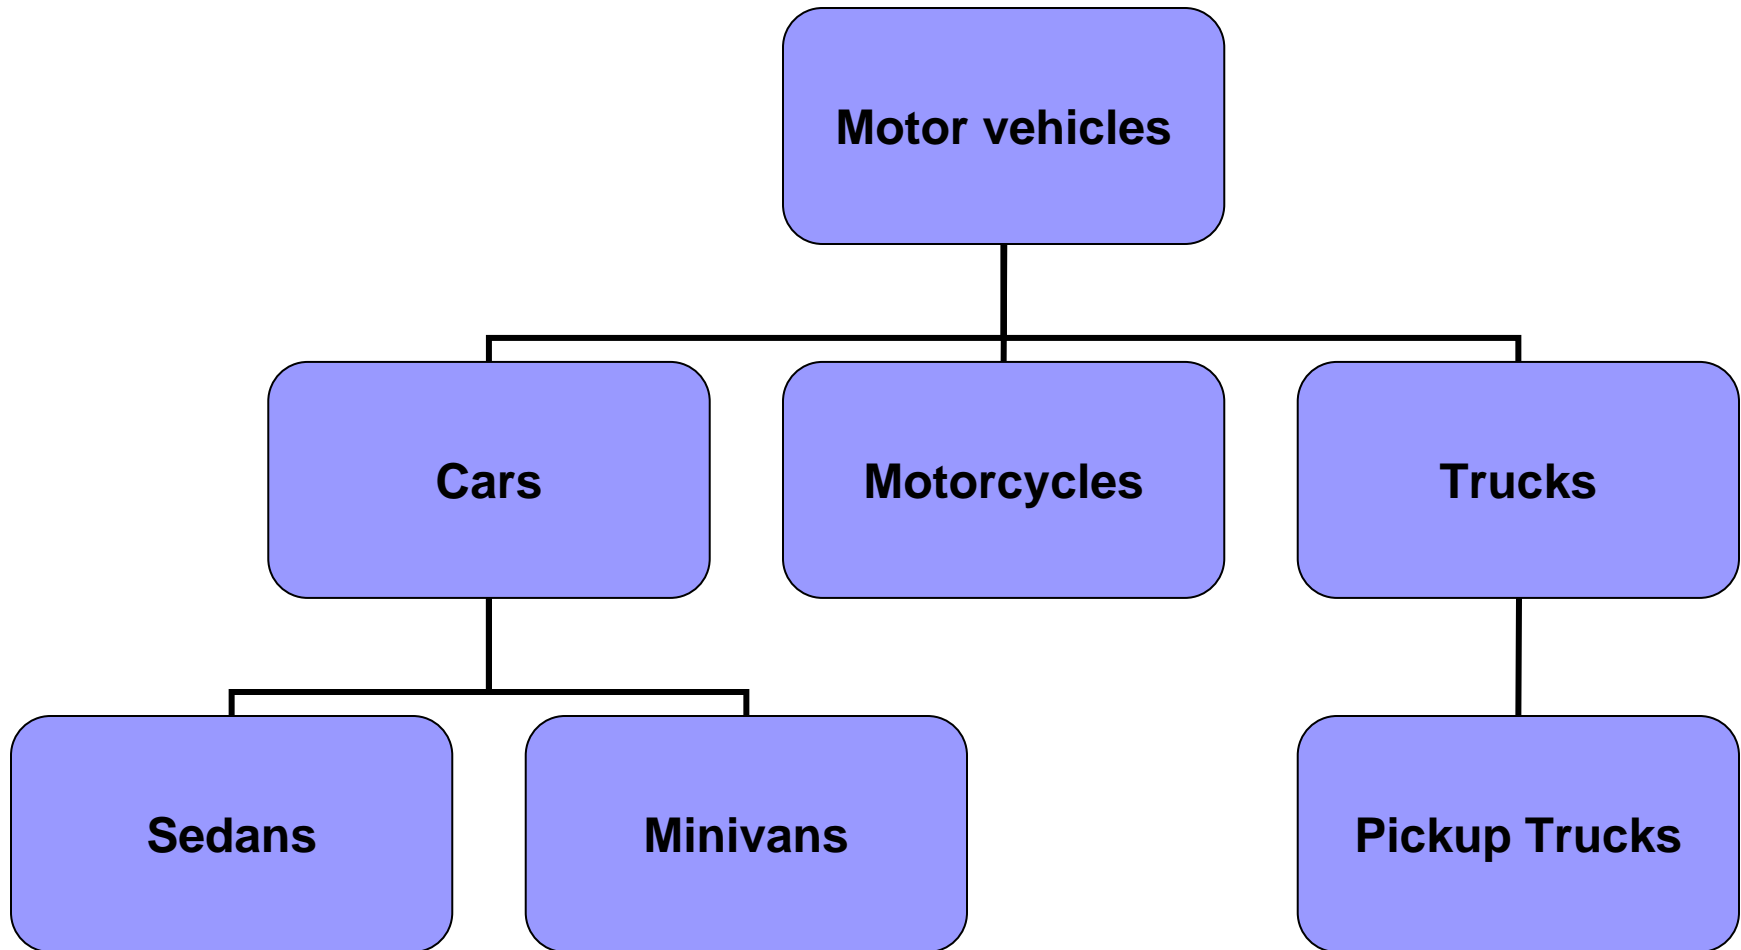 Motor vehicles
Cars
Motorcycles
Trucks
Sedans
Minivans
Pickup Trucks